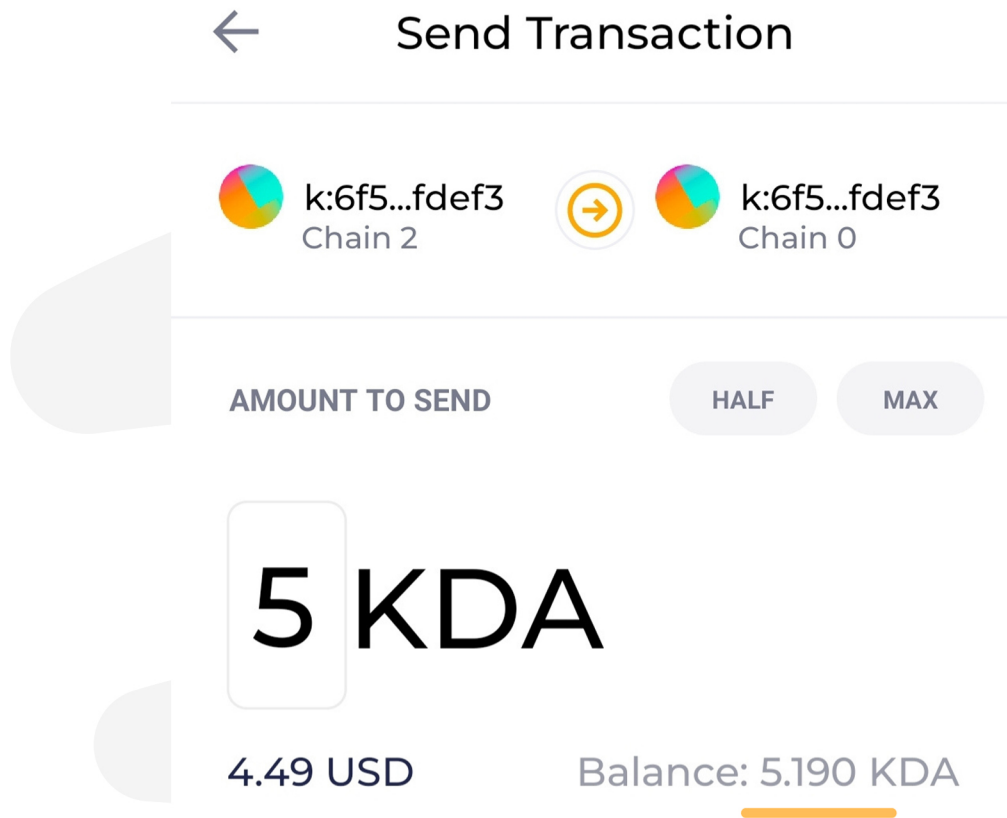 Send Transaction
k:6f5...fdef3
Chain 2
k:6f5...fdef3
Chain 0
AMOUNT TO SEND
HALF
MAX
5 KDA
4.49 USD
Balance: 5.190 KDA